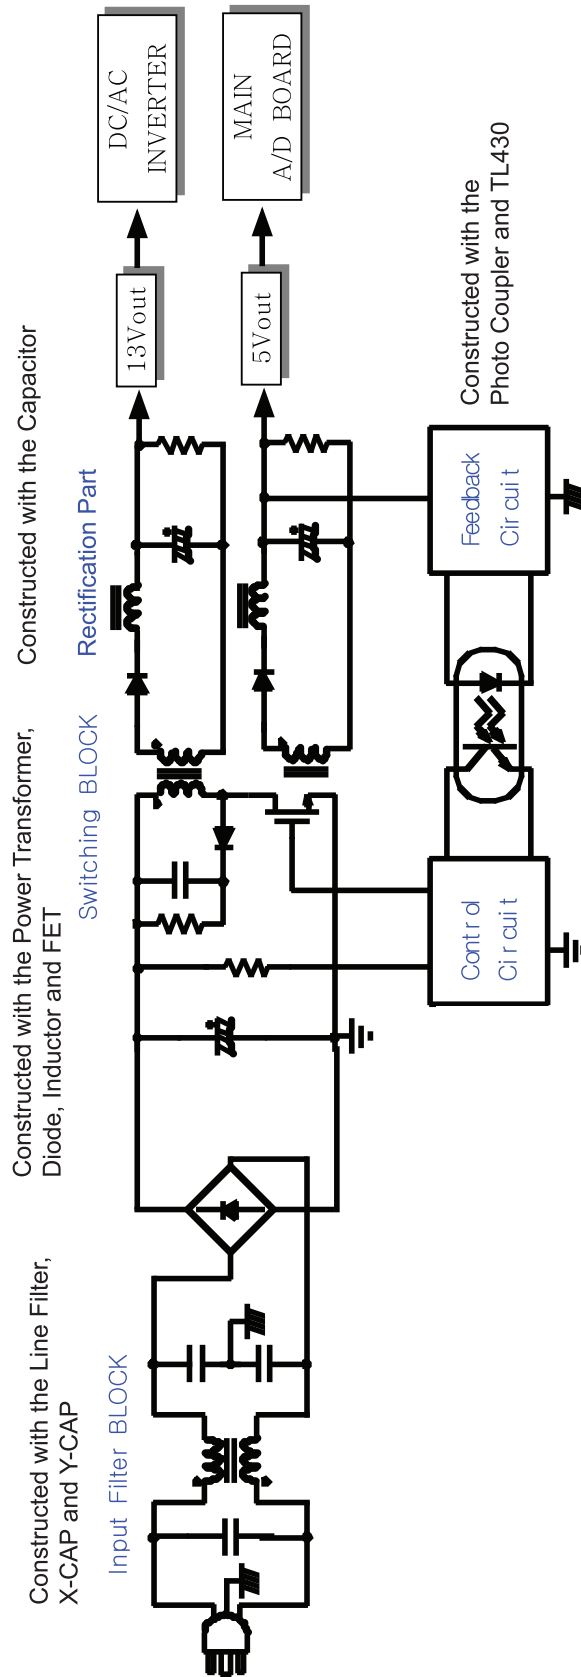 Constructed with the Line Filter,
X-CAP and Y-CAP
Input Filter BLOCK
Constructed with the Power Transformer,
Diode, Inductor and FET
Switching BLOCK
Constructed with the Capacitor
Rectification Part
13Vout
DC/AC
INVERTER
5Vout
MAIN
A/D BOARD
Control
Circuit
Feedback
Circuit
Constructed with the
Photo Coupler and TL430